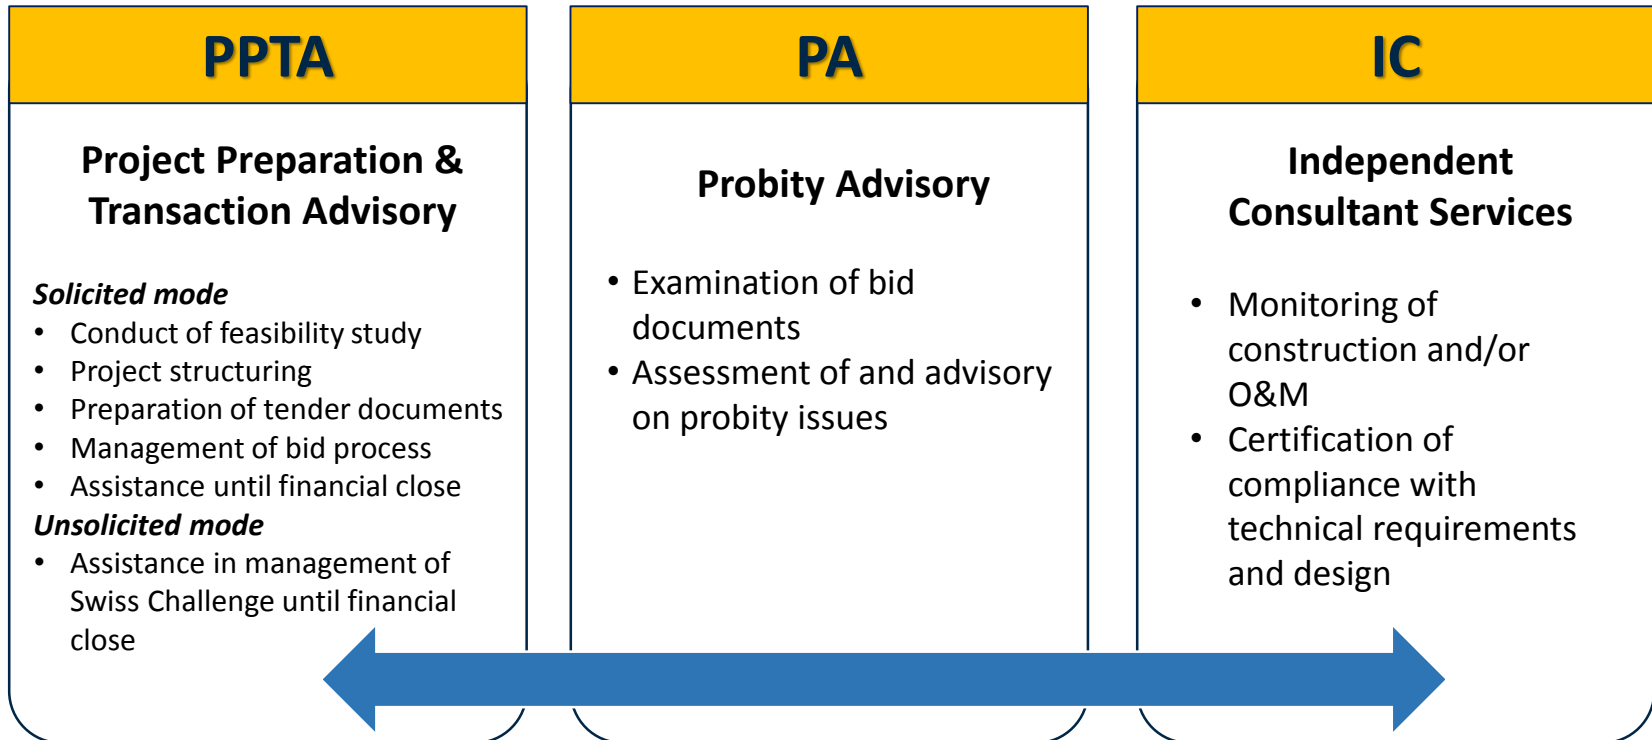 PPTA
Project Preparation &
Transaction Advisory
Solicited mode
• Conduct of feasibility study
• Project structuring
• Preparation of tender documents
• Management of bid process
• Assistance until financial close
Unsolicited mode
• Assistance in management of
Swiss Challenge until financial
close
PA
Probity Advisory
• Examination of bid
documents
• Assessment of and advisory
on probity issues
IC
Independent
Consultant Services
• Monitoring of
construction and/or
O&M
• Certification of
compliance with
technical requirements
and design